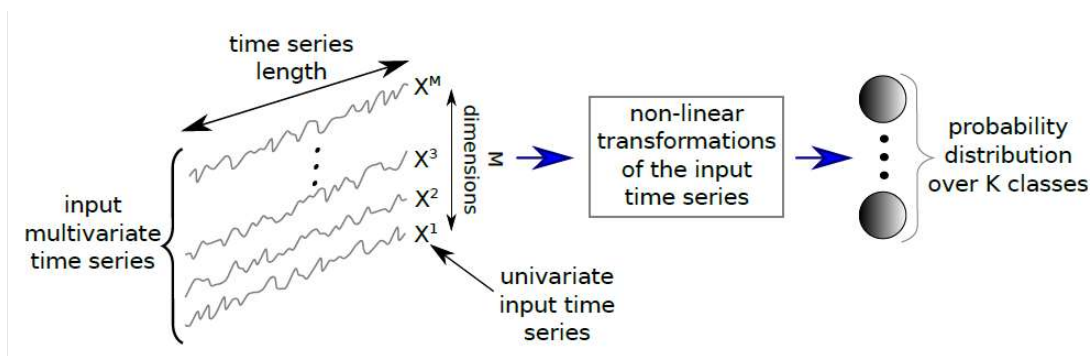 time series
length
X^M
X^3
X^2
X^1
M
dimensions
input
multivariate
time series
univariate
input time
series
non-linear
transformations
of the input
time series
probability
distribution
over K classes